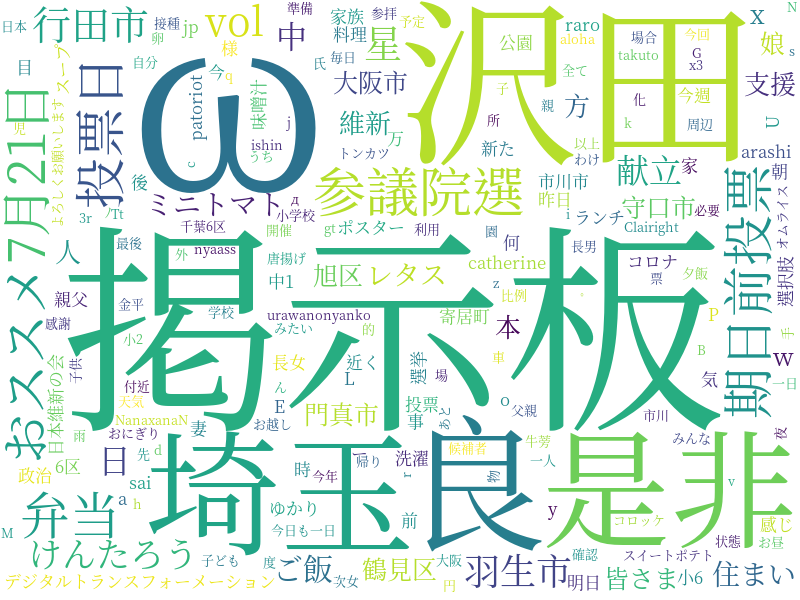 日本 接種 卵 行田市 jp vol 中 様 家族 参拝 予定 準備 料理 毎日 氏
沢田 raro aloha x 公園 場合 今回 N takuto G x3 s 娘
目 よろしくお願いします スープ 自分 今 q 星 大阪市 全て 化 今週 支援
7月21日 投票日 patoriot 味噌汁 j 維新 万 方 子 親 k 周辺 U
児 c ω ishin うち トンカツ 新た 所 以上 わけ 献立 家 arashi 朝
後 3r Tt ミニトマト д 小学校 参議院選 市川市 昨日 i ランチ 守口市 必要 期日前投票 オムライス
人 最後 千葉6区 nyaass 開催 gt ポスター 利用 園 何 Clairight 長男 コロナ 票 夕飯 選択肢
おススメ 親父 金平 外 唐揚げ 中1 旭区 レタス catherine z 本
感謝 小2 学校 urawanonyanko みたい 的 寄居町 比例 P 手
掲示板
日本維新の会 子供 付近 天気 長女 近く L 選挙 車 B w
NanaxanaN ん E 門真市 投票 場 o 父親 気 一日
おにぎり 妻 お越し 事 あと 市川 みんな 夜
政治 6区 雨 日 先 d 埼玉 時 今年 帰り 洗濯 r 良 候補者 牛蒡 一人 是非 v
弁当 a sai h ゆかり 前 物 y コロッケ 感じ
M けんたろう 今日も一日 子ども 度 大阪 確認 スイートポテト 状態 お昼
デジタルトランスフォーメーション ご飯 次女 鶴見区 円 羽生市 明日 皆さま 小6 住まい